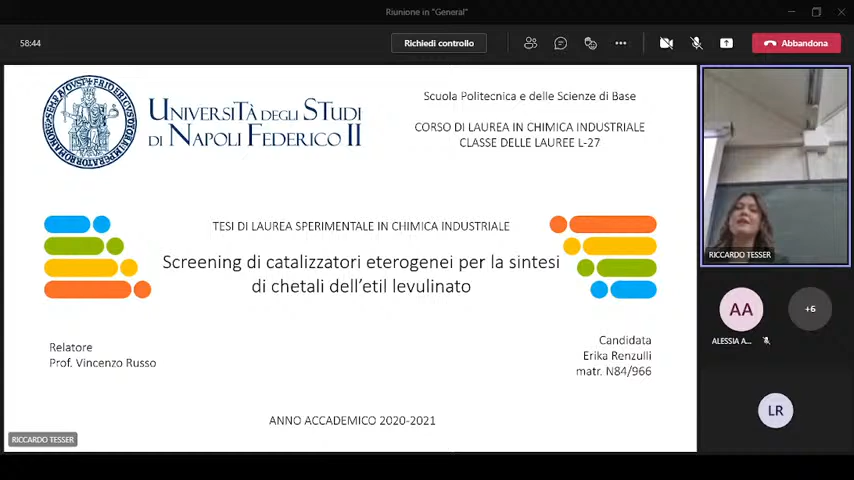 Riunione in "General"
58:44
Richiedi controllo
Abbandona
UNIVERSITÀ DEGLI STUDI
DI NAPOLI FEDERICO II
Scuola Politecnica e delle Scienze di Base
CORSO DI LAUREA IN CHIMICA INDUSTRIALE
CLASSE DELLE LAUREE L-27
TESI DI LAUREA SPERIMENTALE IN CHIMICA INDUSTRIALE
Screening di catalizzatori eterogenei per la sintesi
di chetali dell'etil levulinato
Relatore
Prof. Vincenzo Russo
Candidata
Erika Renzulli
matr. N84/966
ANNO ACCADEMICO 2020-2021
RICCARDO TESSER
RICCARDO TESSER
AA
+6
ALESSIA A...
LR